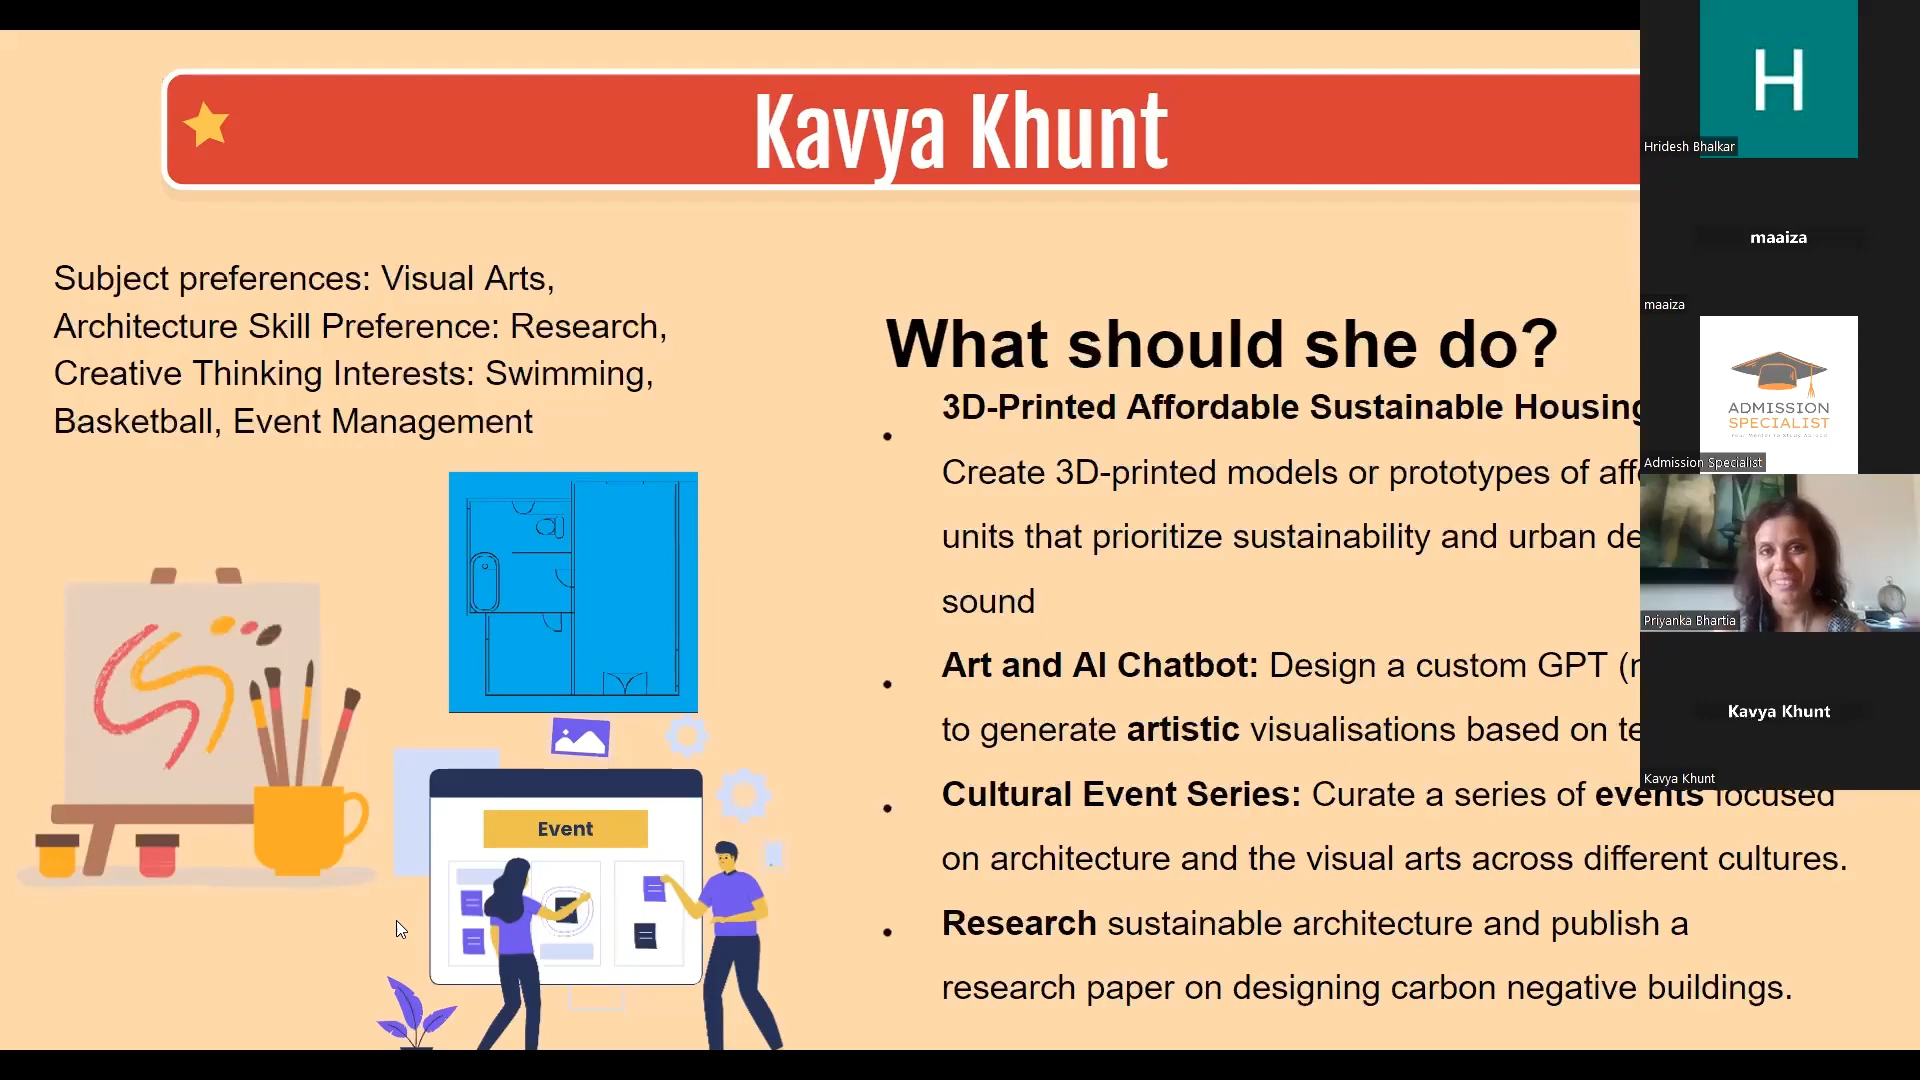 Kavya Khunt
Subject preferences: Visual Arts,
Architecture Skill Preference: Research,
Creative Thinking Interests: Swimming,
Basketball, Event Management
Event
What should she do?
3D-Printed Affordable Sustainable Housing
Create 3D-printed models or prototypes of
units that prioritize sustainability and urban
sound
Art and AI Chatbot: Design a custom GPT
to generate artistic visualisations based on
Cultural Event Series: Curate a series of events focused
on architecture and the visual arts across different cultures.
Research sustainable architecture and publish a
research paper on designing carbon negative buildings.
H
Hridesh Bhalkar
maaiza
maaiza
ADMISSION
SPECIALIST
Admission Specialist
Priyanka Bhartia
Kavya Khunt
Kavya Khunt